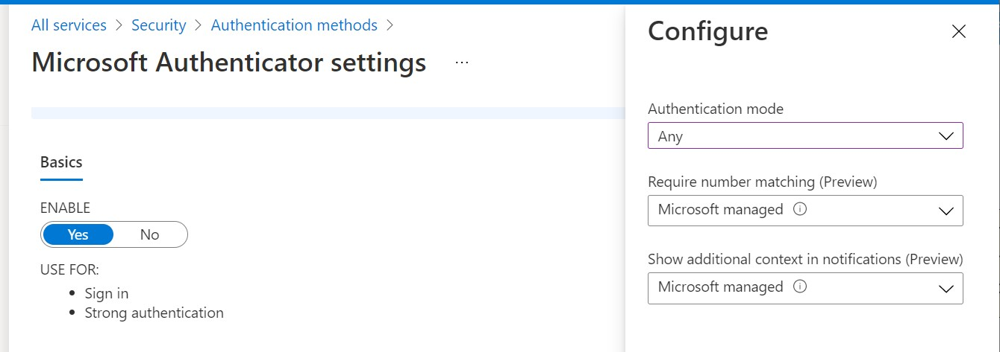 All services > Security > Authentication methods >
Microsoft Authenticator settings ...
Basics
ENABLE
Yes No
USE FOR:
• Sign in
• Strong authentication
Configure
Authentication mode
Any
Require number matching (Preview)
Microsoft managed
Show additional context in notifications (Preview)
Microsoft managed